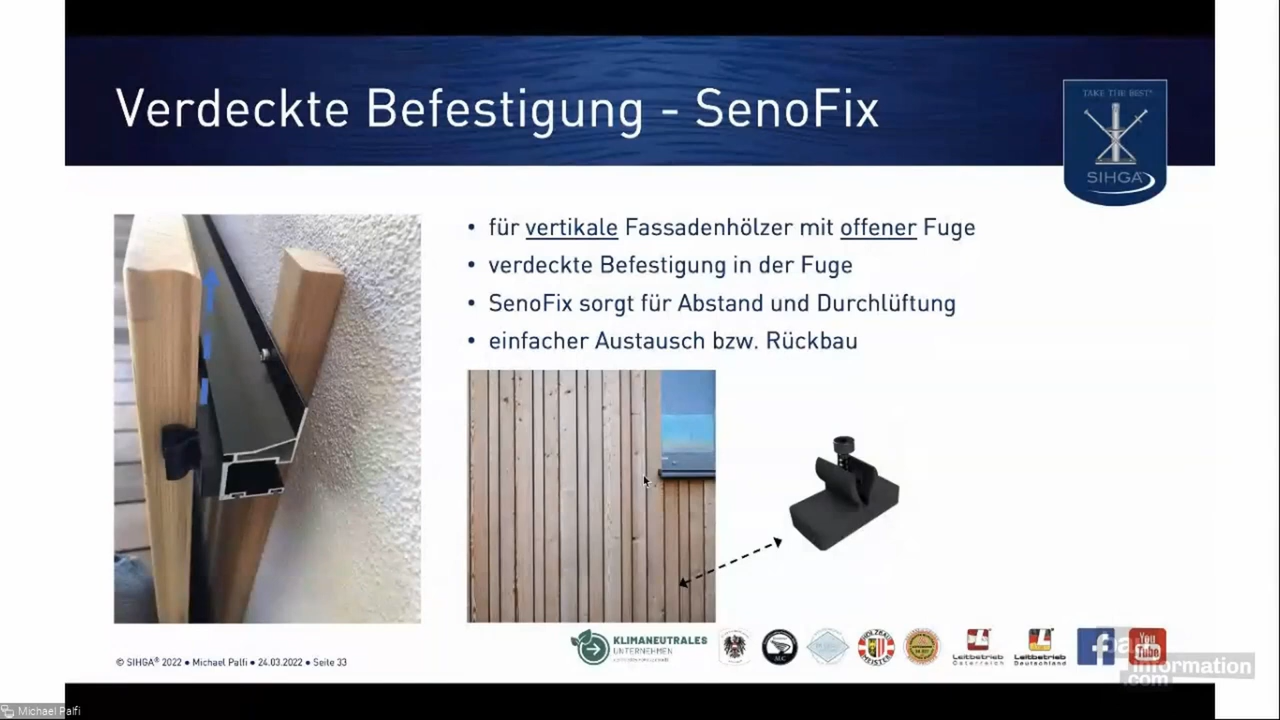 Verdeckte Befestigung - SenoFix
TAKE THE BEST
SIHGA
• für vertikale Fassadenhölzer mit offener Fuge
• verdeckte Befestigung in der Fuge
• SenoFix sorgt für Abstand und Durchlüftung
• einfacher Austausch bzw. Rückbau
© SIHGA® 2022 ● Michael Palfi ● 24.03.2022 ● Seite 33
KLIMANEUTRALES
UNTERNEHMEN
HOLZBAU
MEISTER
Leitbetrieb
Österreich
Leitbetrieb
Deutschland
You
Tube
information
.com
Michael Palfi